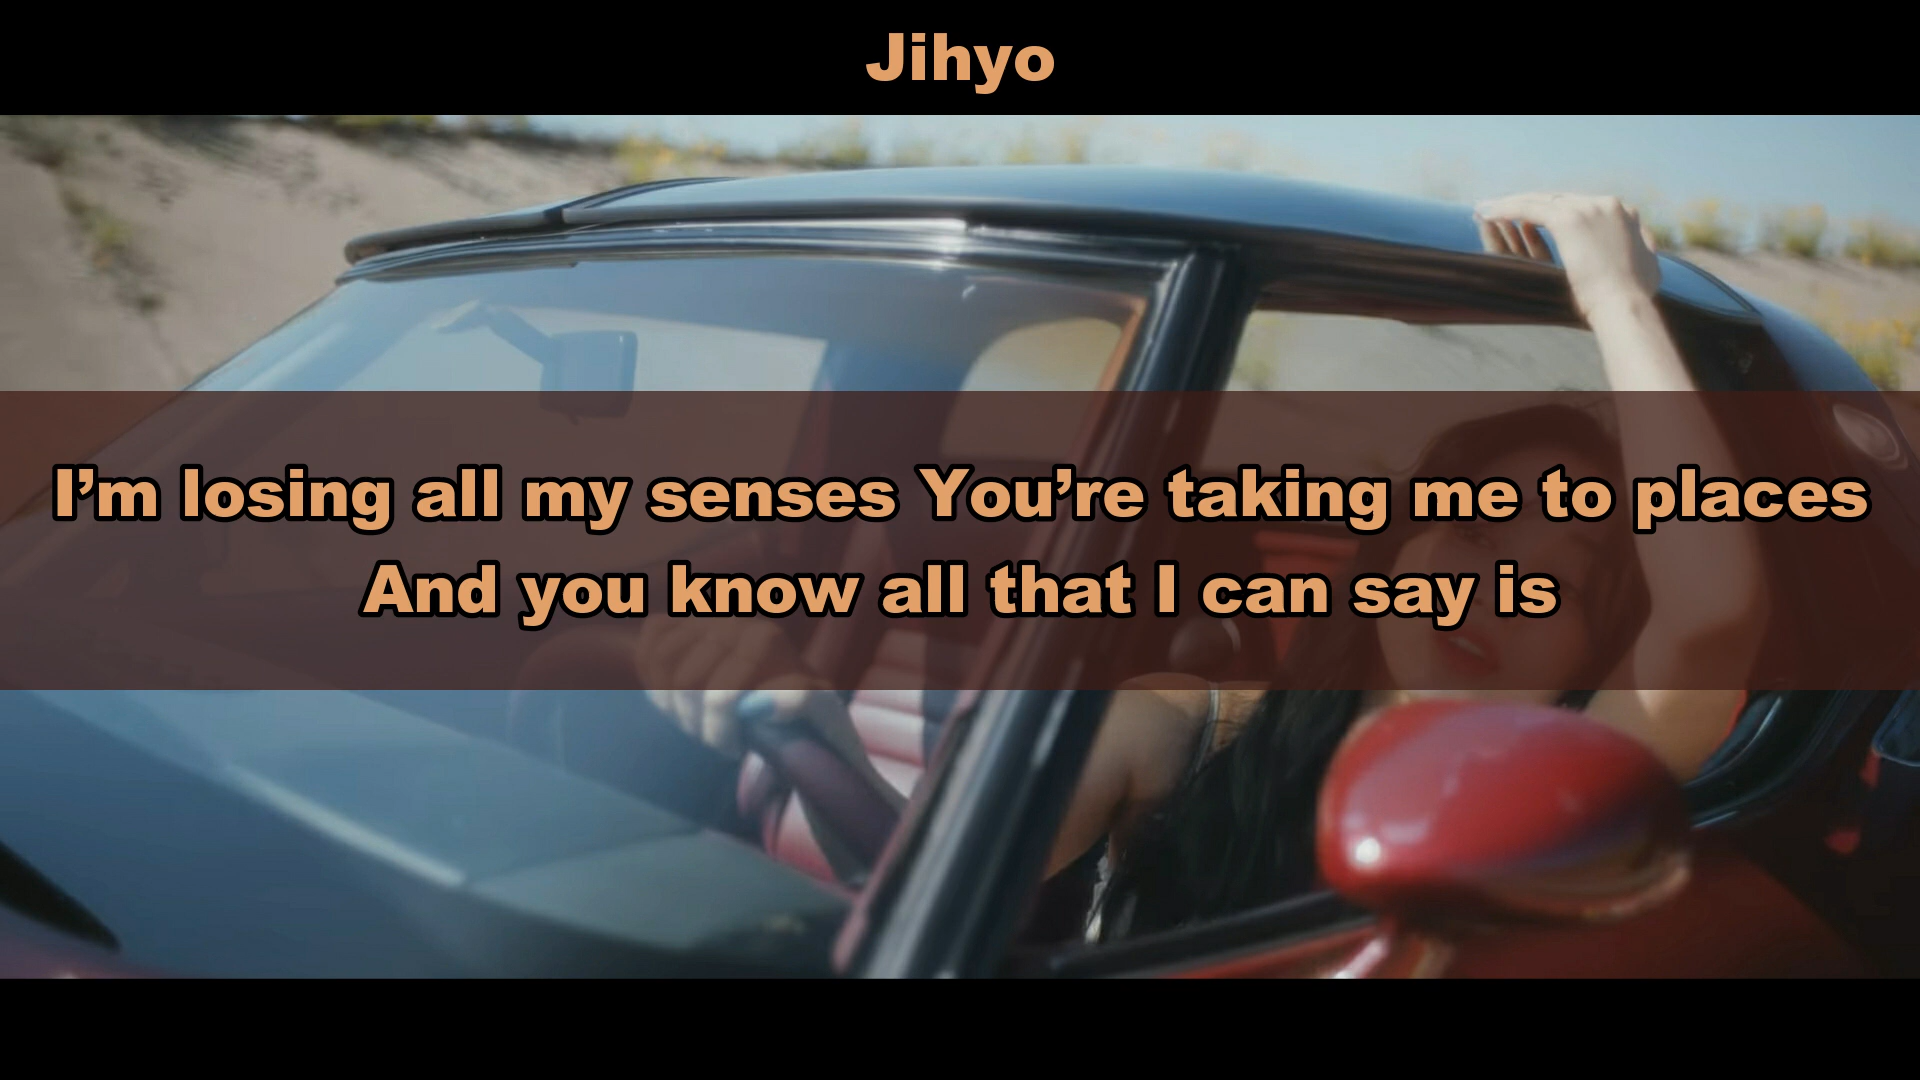 Jihyo
I’m losing all my senses You’re taking me to places
And you know all that I can say is